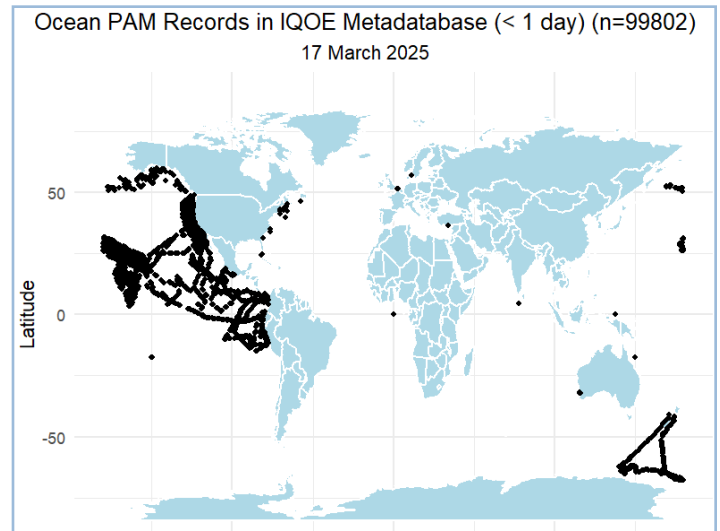 Ocean PAM Records in IQOE Metadatabase (< 1 day) (n=99802)
17 March 2025
50
0
-50
Latitude